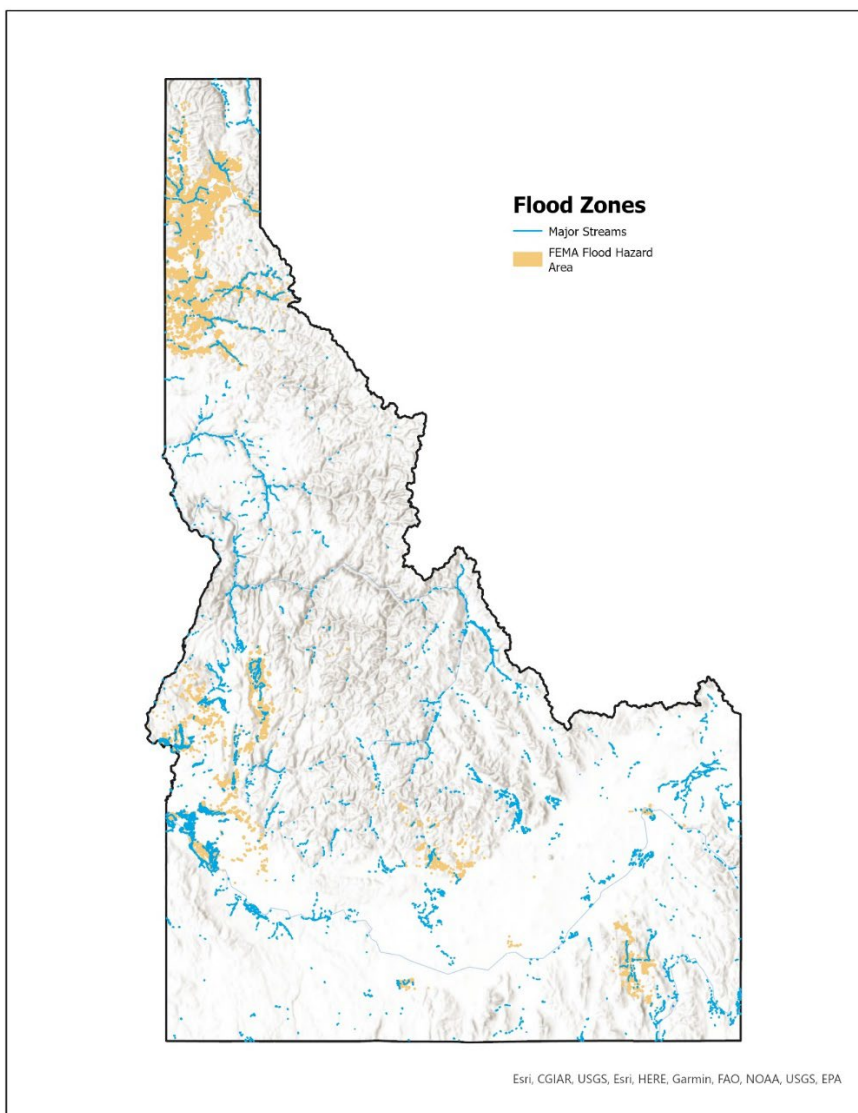 Flood Zones
Major Streams
FEMA Flood Hazard
Area
Esri, CGIAR, USGS, Esri, HERE, Garmin, FAO, NOAA, USGS, EPA